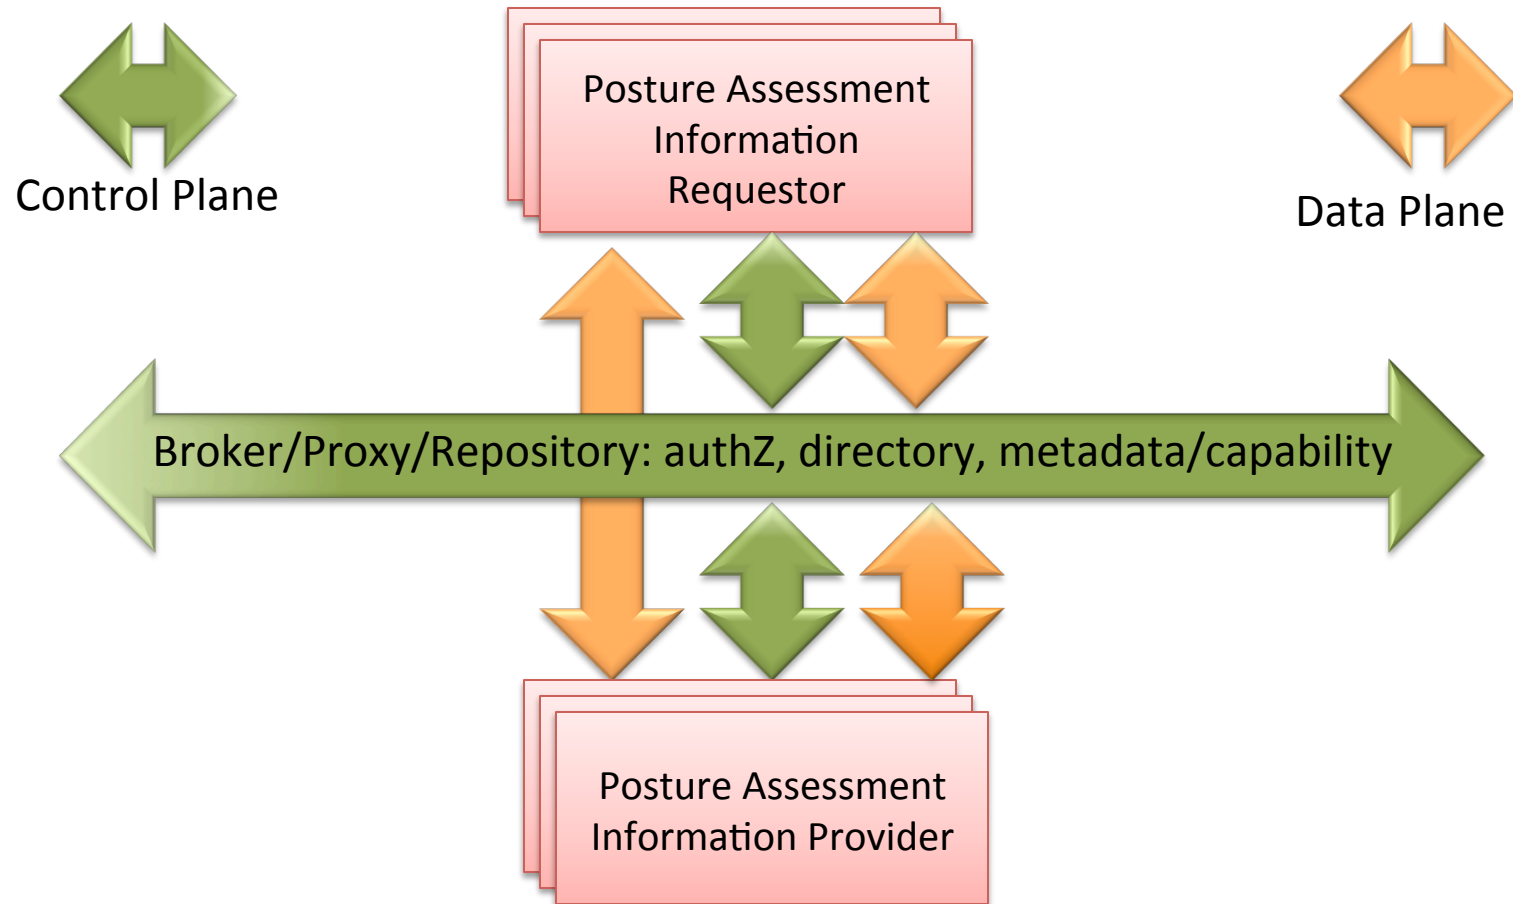 Posture Assessment
Information
Requestor
Control Plane
Data Plane
Broker/Proxy/Repository: authZ, directory, metadata/capability
Posture Assessment
Information Provider